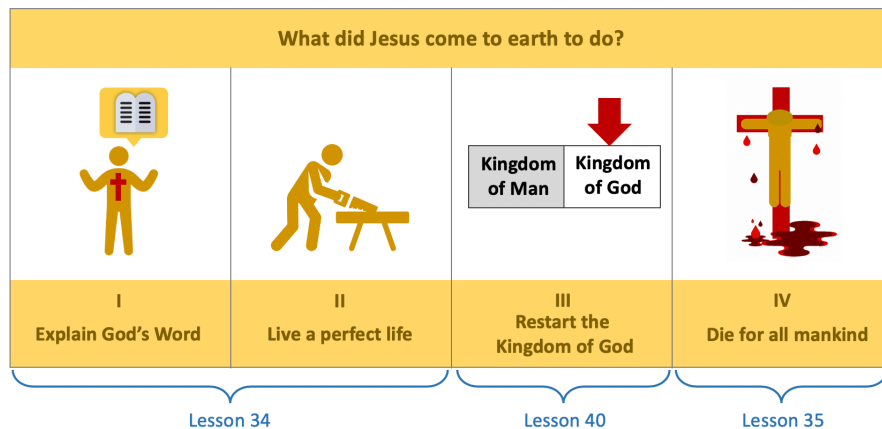 What did Jesus come to earth to do?
Kingdom
of Man
Kingdom
of God
I
Explain God's Word
II
Live a perfect life
III
Restart the
Kingdom of God
IV
Die for all mankind
Lesson 34
Lesson 40
Lesson 35